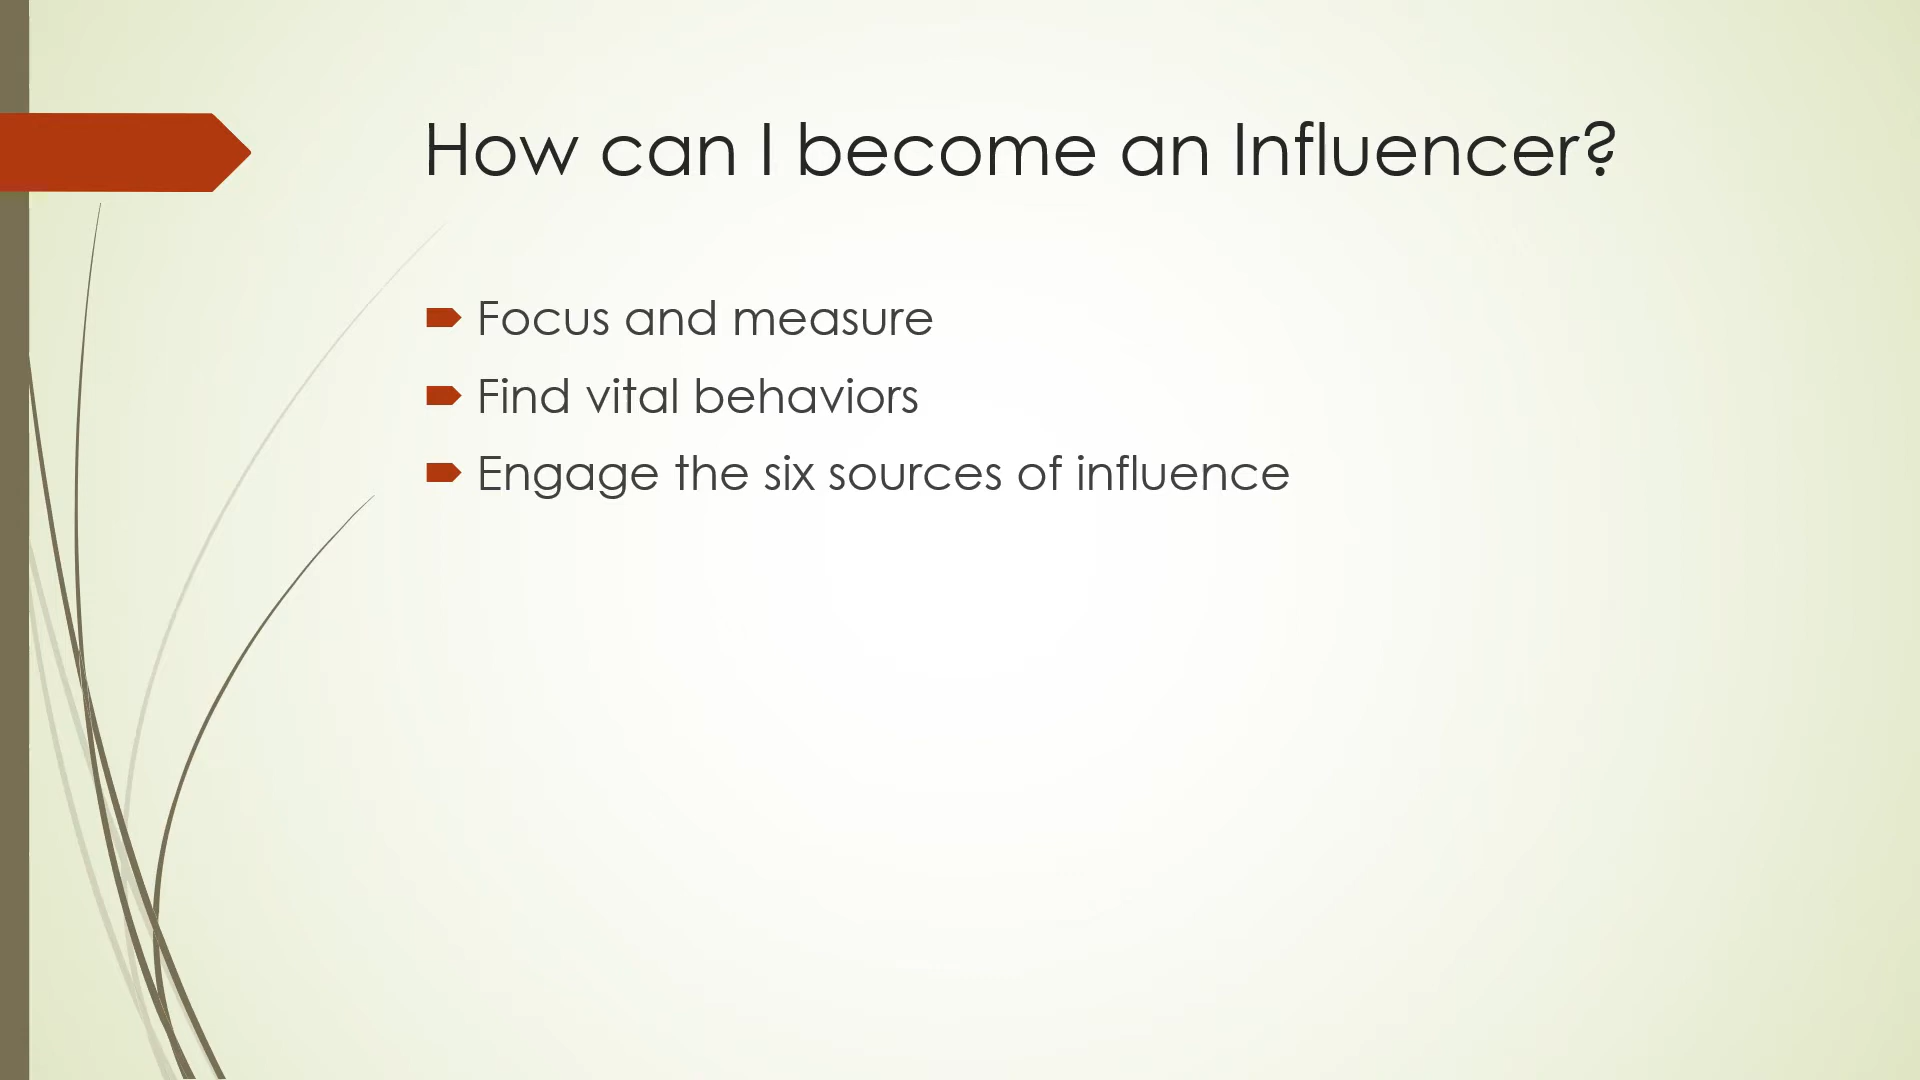 How can I become an Influencer?
Focus and measure
Find vital behaviors
Engage the six sources of influence